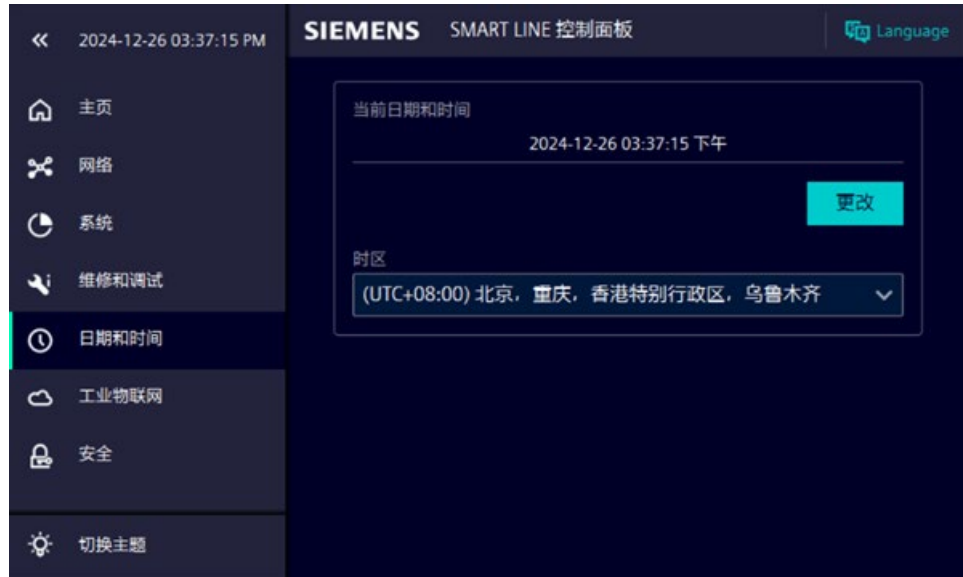 2024-12-26 03:37:15 PM
SIEMENS SMART LINE 控制面板
Language
主页
网络
系统
维修和调试
日期和时间
工业物联网
安全
切换主题
当前日期和时间
2024-12-26 03:37:15 下午
更改
时区
(UTC+08:00) 北京，重庆，香港特别行政区，乌鲁木齐